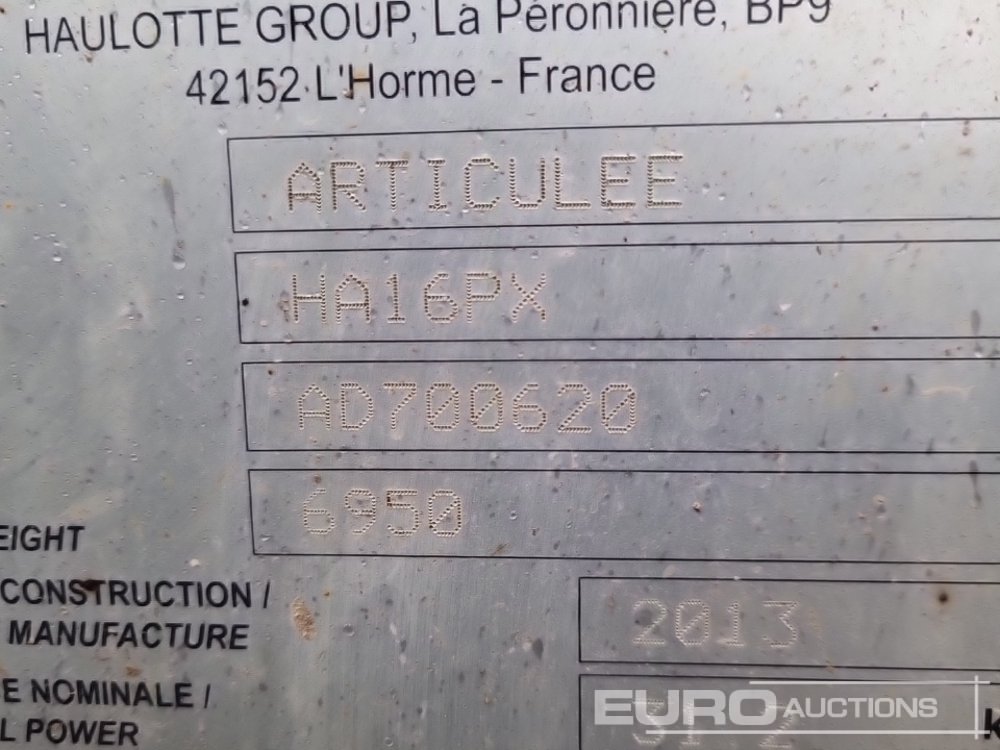 HAULOTTE GROUP, La Péronnière, BP9
42152 L'Horme - France
ARTICULEE
HA16PX
AD700620
6950
EIGHT
CONSTRUCTION /
MANUFACTURE
2013
E NOMINALE /
L POWER
EURO AUCTIONS